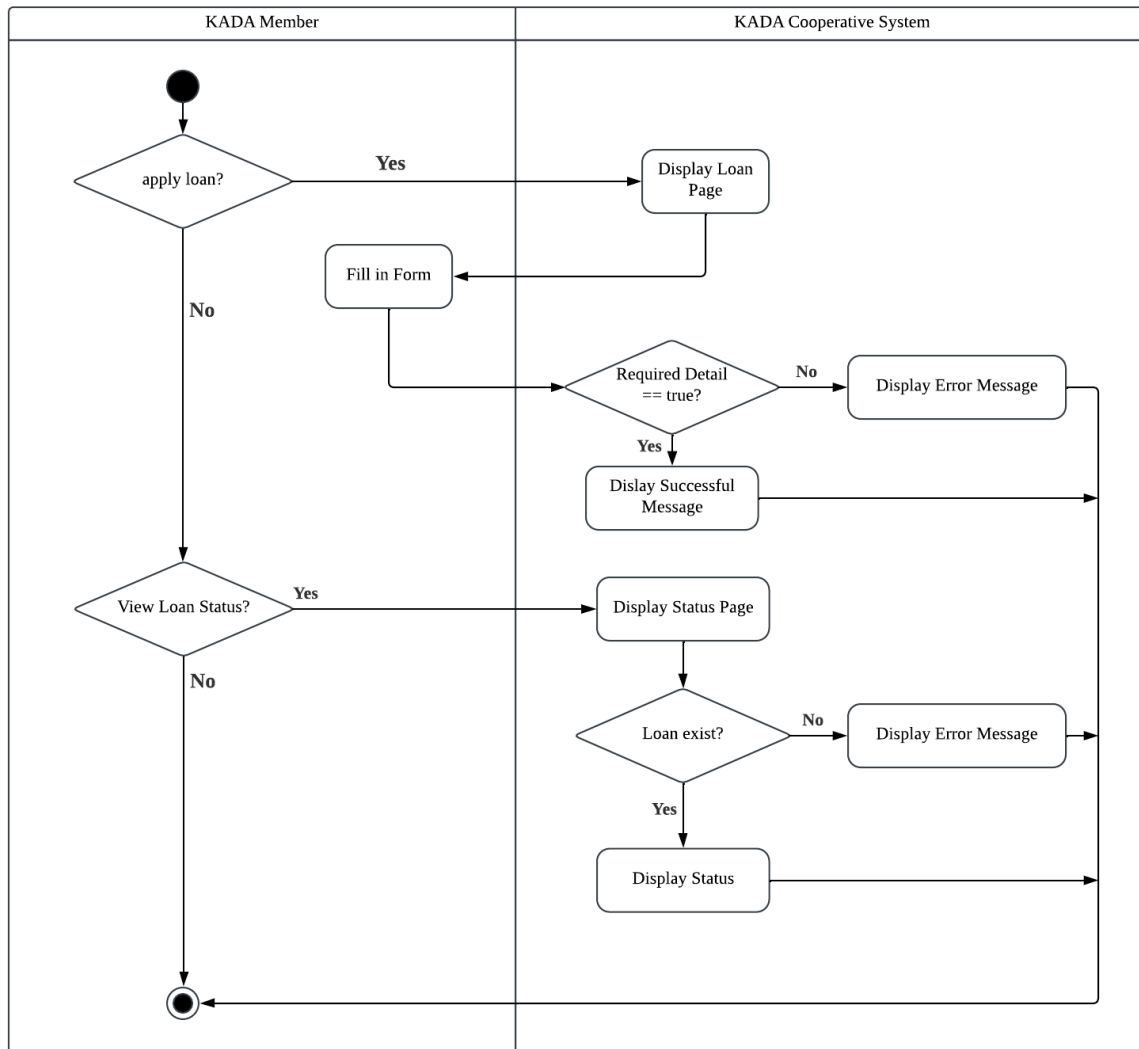 KADA Member
KADA Cooperative System
apply loan?
Yes
Display Loan
Page
Fill in Form
No
Required Detail
== true?
No
Display Error Message
Yes
Dislay Successful
Message
View Loan Status?
Yes
Display Status Page
No
Loan exist?
No
Display Error Message
Yes
Display Status